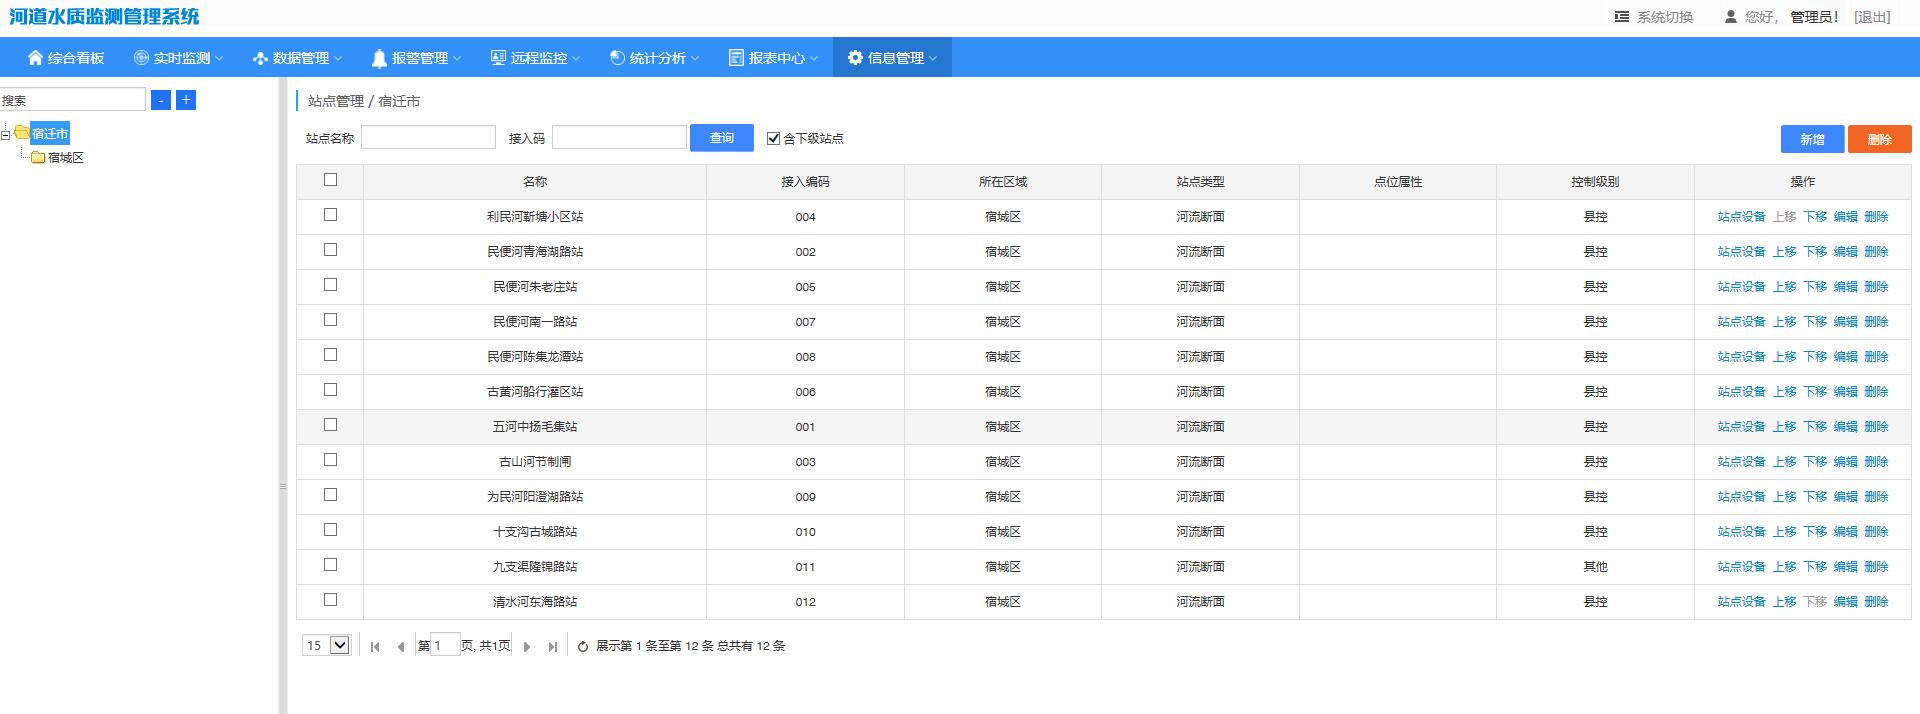 河道水质监测管理系统 系统切换 您好, 管理员! [退出]
综合看板 实时监测 数据管理 报警管理 远程监控 统计分析 报表中心 信息管理
搜索 - +
宿迁市
宿城区
站点管理 / 宿迁市
站点名称 接入码 查询 含下级站点 新增 删除
名称 接入编码 所在区域 站点类型 点位属性 控制级别 操作
利民河靳塘小区站 004 宿城区 河流断面 县控 站点设备 上移 下移 编辑 删除
民便河青海湖路站 002 宿城区 河流断面 县控 站点设备 上移 下移 编辑 删除
民便河朱老庄站 005 宿城区 河流断面 县控 站点设备 上移 下移 编辑 删除
民便河南一路站 007 宿城区 河流断面 县控 站点设备 上移 下移 编辑 删除
民便河陈集龙潭站 008 宿城区 河流断面 县控 站点设备 上移 下移 编辑 删除
古黄河船行灌区站 006 宿城区 河流断面 县控 站点设备 上移 下移 编辑 删除
五河中扬毛集站 001 宿城区 河流断面 县控 站点设备 上移 下移 编辑 删除
古山河节制闸 003 宿城区 河流断面 县控 站点设备 上移 下移 编辑 删除
为民河阳澄湖路站 009 宿城区 河流断面 县控 站点设备 上移 下移 编辑 删除
十支沟古城路站 010 宿城区 河流断面 县控 站点设备 上移 下移 编辑 删除
九支渠隆锦路站 011 宿城区 河流断面 其他 站点设备 上移 下移 编辑 删除
清水河东海路站 012 宿城区 河流断面 县控 站点设备 上移 下移 编辑 删除
15 第 1 页, 共1页 展示第 1 条至第 12 条 总共有 12 条